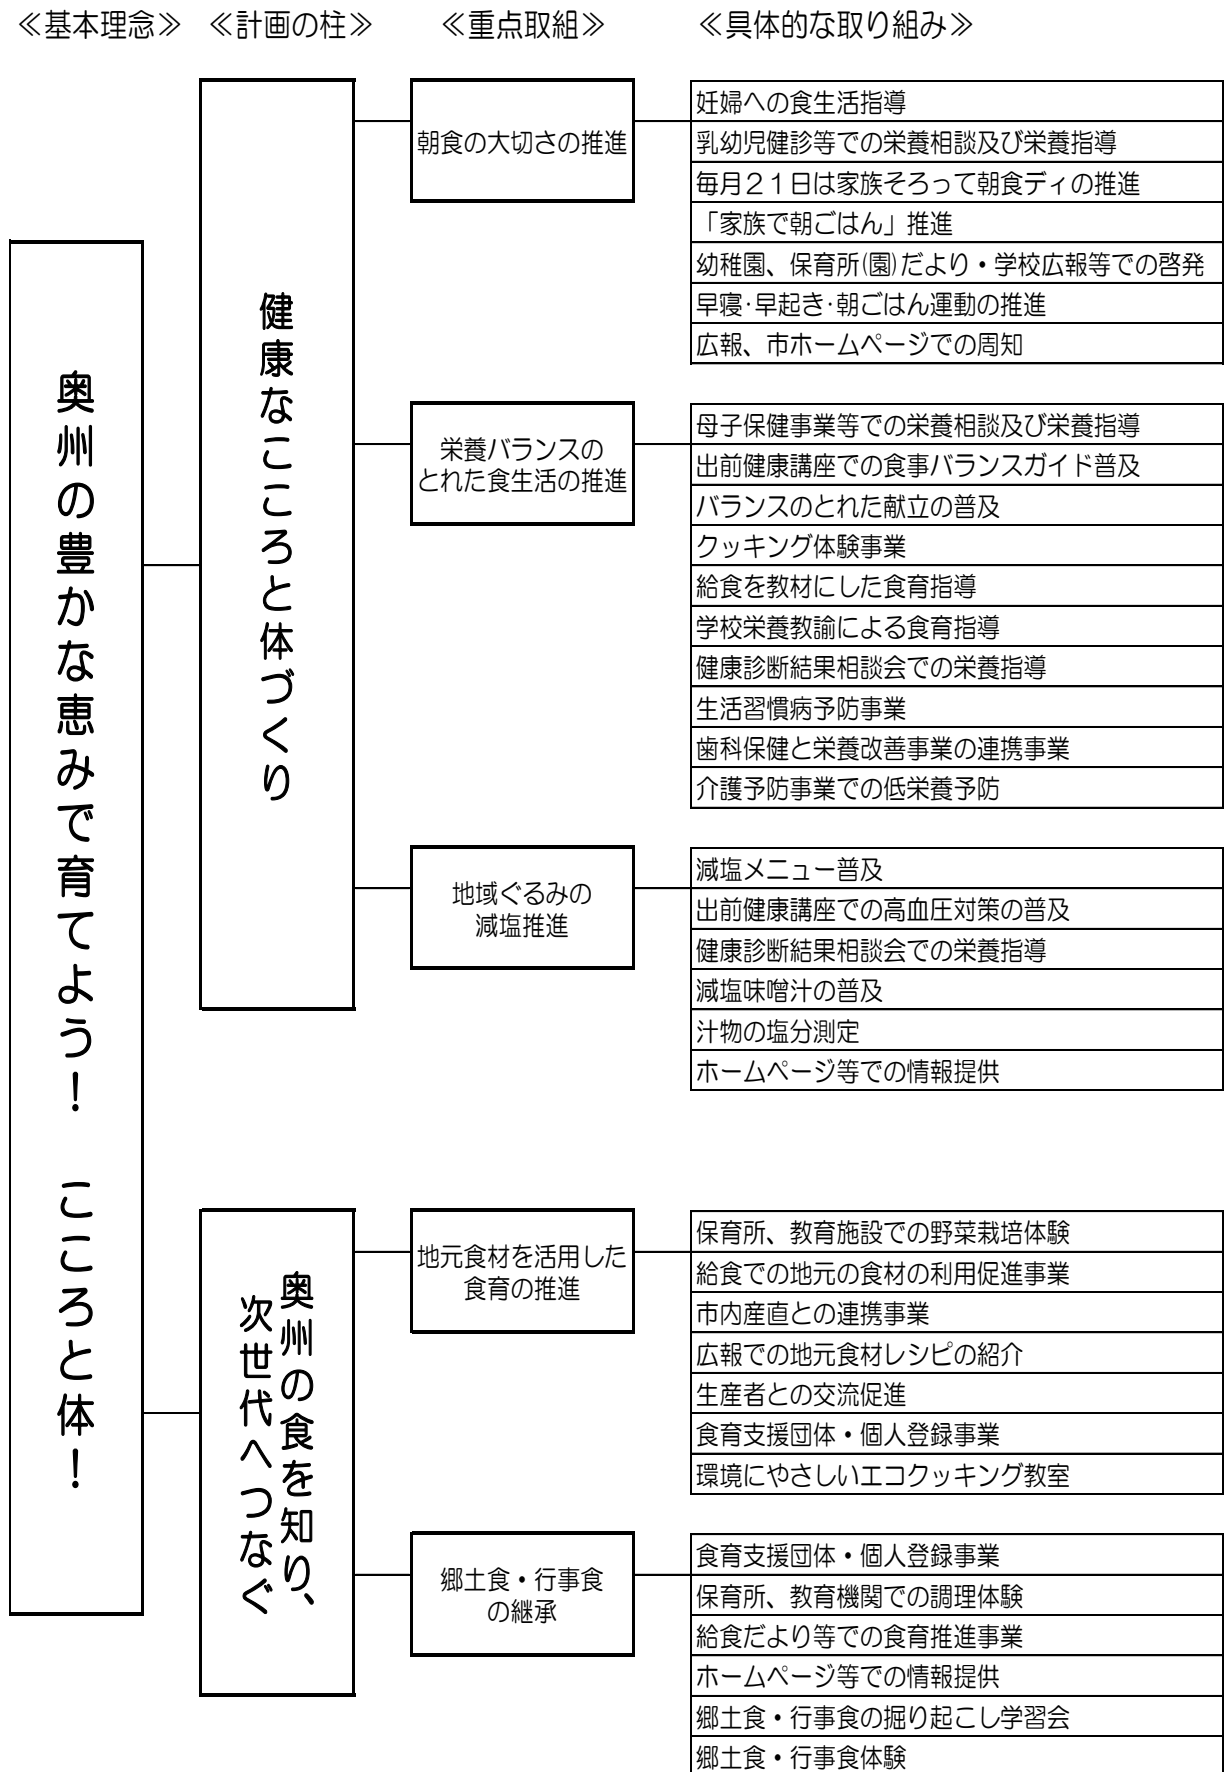 ≪基本理念≫ ≪計画の柱≫ ≪重点取組≫ ≪具体的な取り組み≫
奥州の豊かな恵みで育てよう！　こころと体！
健康なこころと体づくり
朝食の大切さの推進
妊婦への食生活指導
乳幼児健診等での栄養相談及び栄養指導
毎月２１日は家族そろって朝食ディの推進
「家族で朝ごはん」推進
幼稚園、保育所(園)だより・学校広報等での啓発
早寝･早起き･朝ごはん運動の推進
広報、市ホームページでの周知
栄養バランスの
とれた食生活の推進
母子保健事業等での栄養相談及び栄養指導
出前健康講座での食事バランスガイド普及
バランスのとれた献立の普及
クッキング体験事業
給食を教材にした食育指導
学校栄養教諭による食育指導
健康診断結果相談会での栄養指導
生活習慣病予防事業
歯科保健と栄養改善事業の連携事業
介護予防事業での低栄養予防
地域ぐるみの
減塩推進
減塩メニュー普及
出前健康講座での高血圧対策の普及
健康診断結果相談会での栄養指導
減塩味噌汁の普及
汁物の塩分測定
ホームページ等での情報提供
奥州の食を知り、
次世代へつなぐ
地元食材を活用した
食育の推進
保育所、教育施設での野菜栽培体験
給食での地元の食材の利用促進事業
市内産直との連携事業
広報での地元食材レシピの紹介
生産者との交流促進
食育支援団体・個人登録事業
環境にやさしいエコクッキング教室
郷土食・行事食
の継承
食育支援団体・個人登録事業
保育所、教育機関での調理体験
給食だより等での食育推進事業
ホームページ等での情報提供
郷土食・行事食の掘り起こし学習会
郷土食・行事食体験